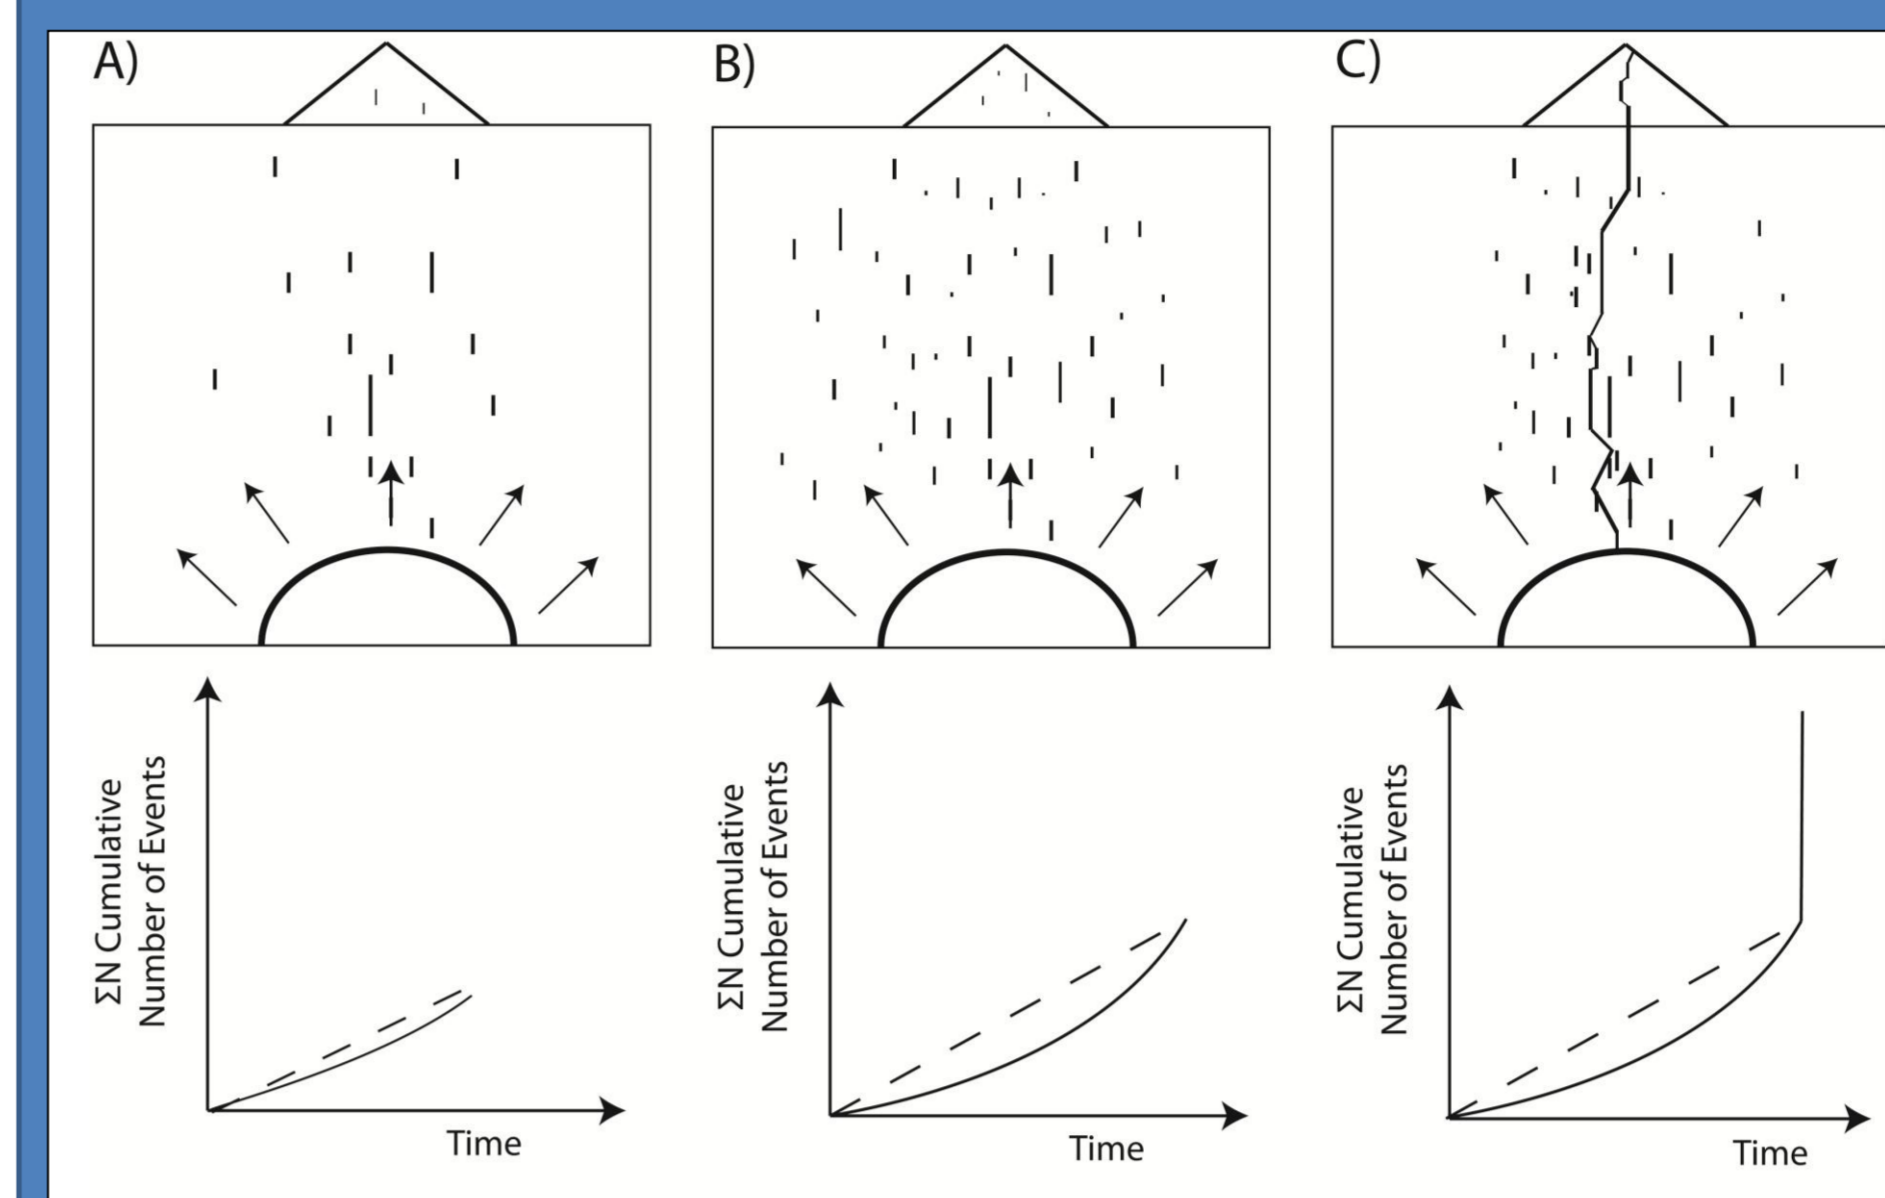 A)
B)
C)
ΣN Cumulative
Number of Events
Time
ΣN Cumulative
Number of Events
Time
ΣN Cumulative
Number of Events
Time